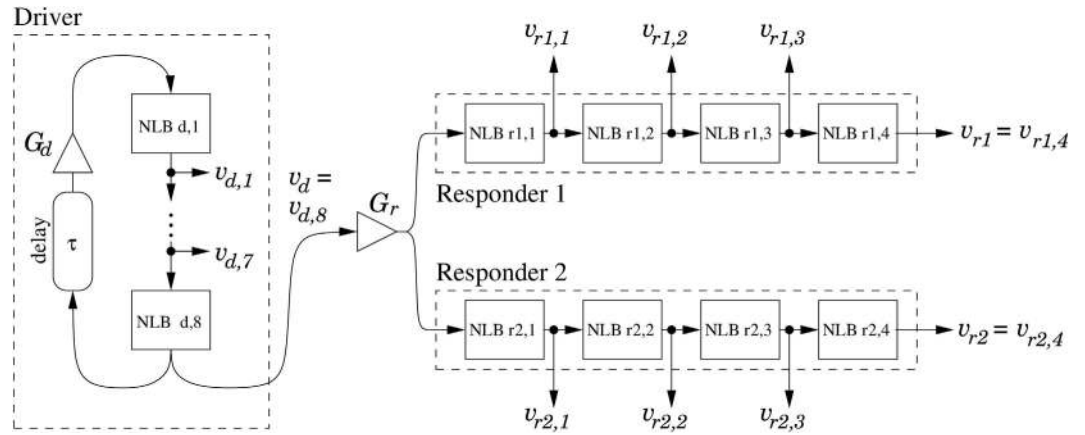 Driver
NLB d,1
G_d
v_{d,1}
delay
τ
v_{d,7}
NLB d,8
v_d =
v_{d,8}
G_r
v_{r1,1}
v_{r1,2}
v_{r1,3}
NLB r1,1
NLB r1,2
NLB r1,3
NLB r1,4
v_{r1} = v_{r1,4}
Responder 1
Responder 2
NLB r2,1
NLB r2,2
NLB r2,3
NLB r2,4
v_{r2} = v_{r2,4}
v_{r2,1}
v_{r2,2}
v_{r2,3}